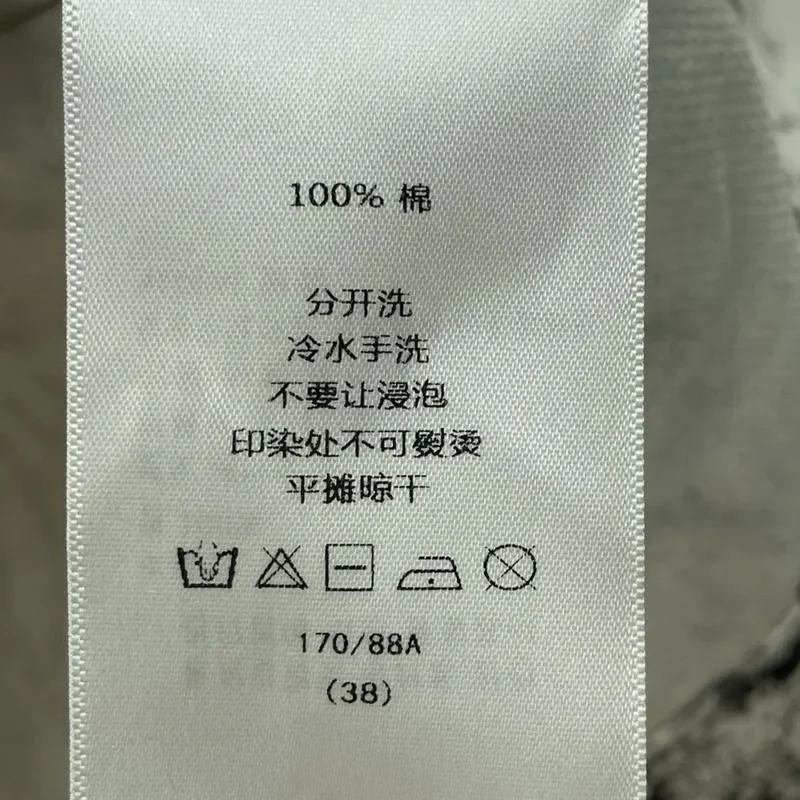 100% 棉
分开洗
冷水手洗
不要让浸泡
印染处不可熨烫
平摊晾干
170/88A
(38)